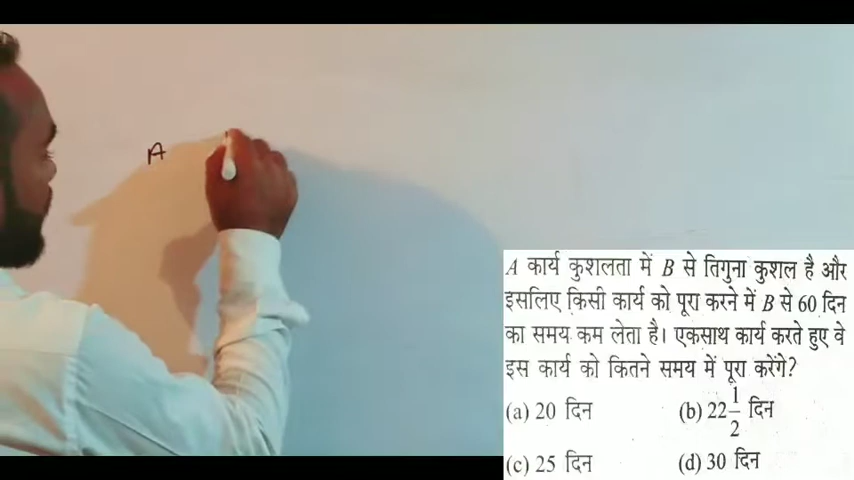 A
A कार्य कुशलता में B से तिगुना कुशल है और
इसलिए किसी कार्य को पूरा करने में B से 60 दिन
का समय कम लेता है। एकसाथ कार्य करते हुए वे
इस कार्य को कितने समय में पूरा करेंगे?
(a) 20 दिन (b) 22 1/2 दिन
(c) 25 दिन (d) 30 दिन